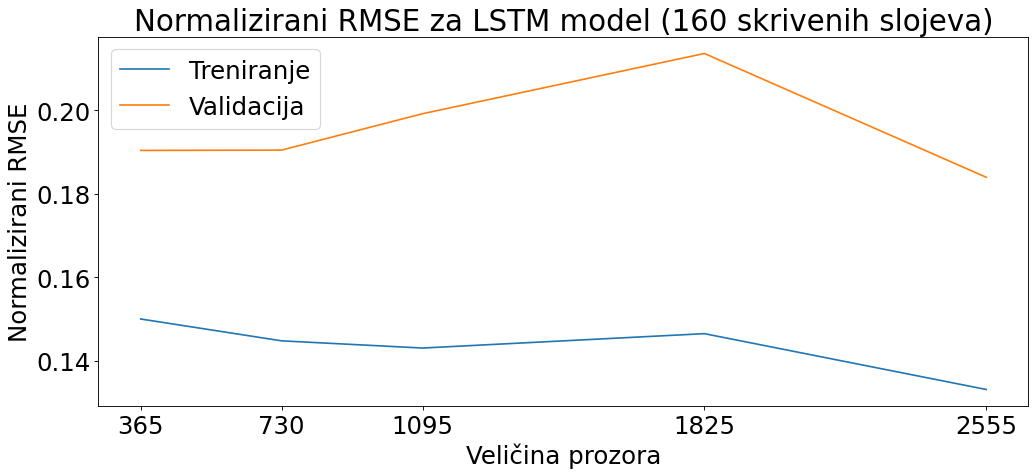 Normalizirani RMSE za LSTM model (160 skrivenih slojeva)
Treniranje
Validacija
Normalizirani RMSE
0.20
0.18
0.16
0.14
365 730 1095 1825 2555
Veličina prozora